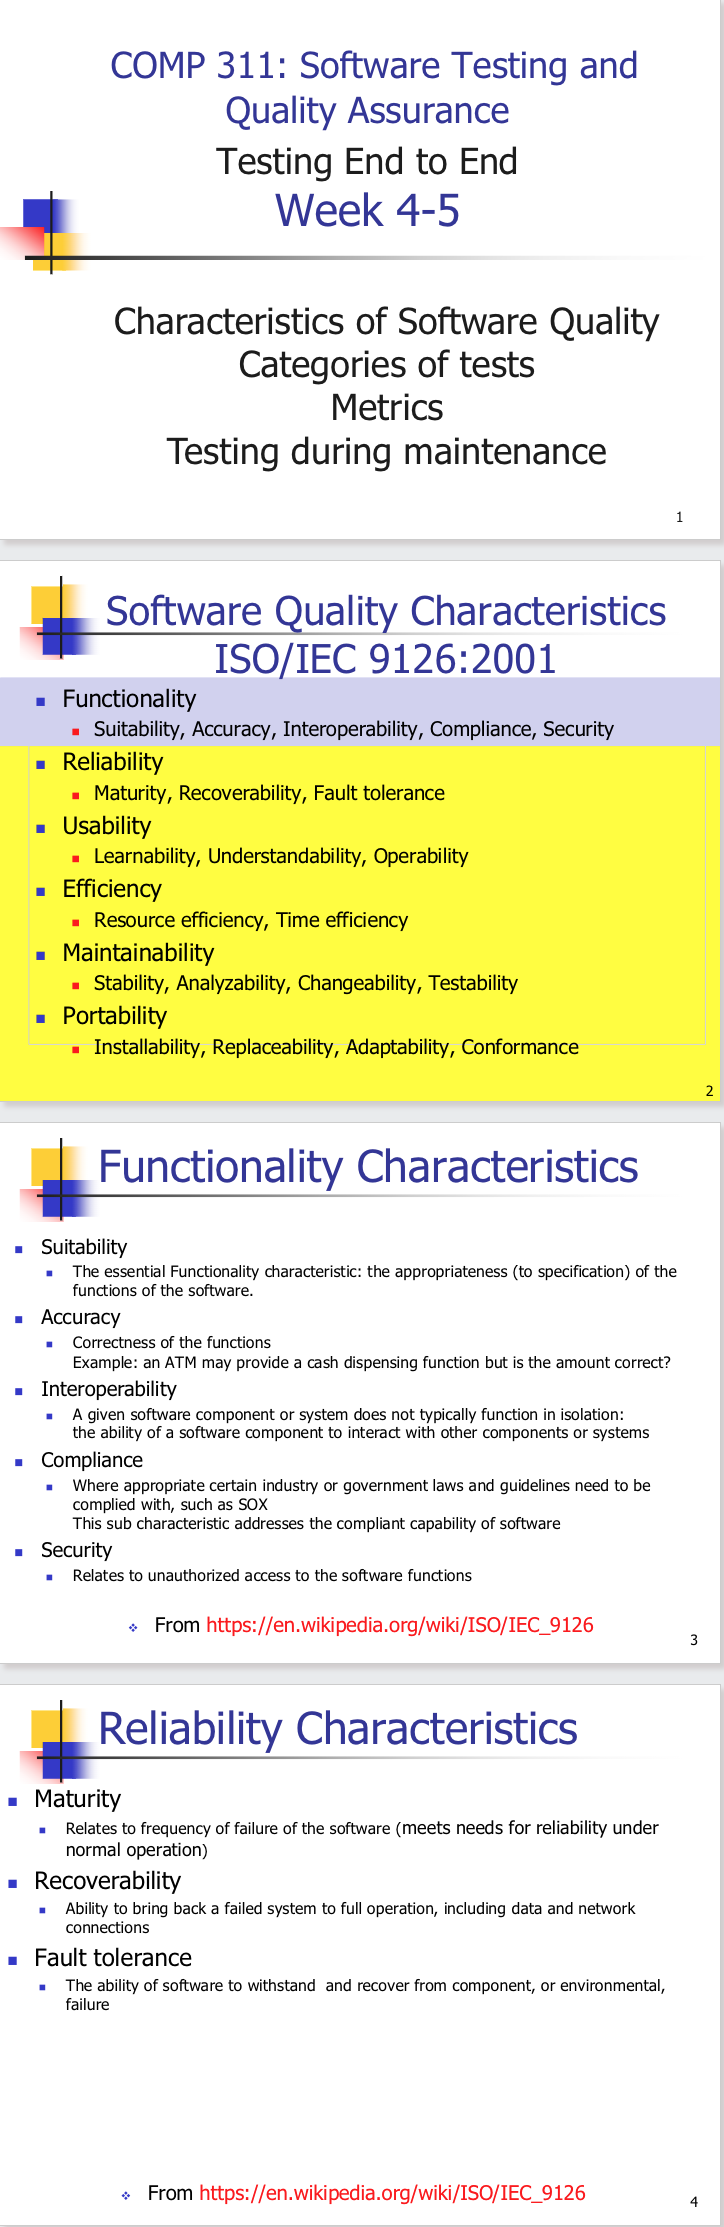 COMP 311: Software Testing and
Quality Assurance
Testing End to End
Week 4-5
Characteristics of Software Quality
Categories of tests
Metrics
Testing during maintenance
1
Software Quality Characteristics
ISO/IEC 9126:2001
Functionality
Suitability, Accuracy, Interoperability, Compliance, Security
Reliability
Maturity, Recoverability, Fault tolerance
Usability
Learnability, Understandability, Operability
Efficiency
Resource efficiency, Time efficiency
Maintainability
Stability, Analyzability, Changeability, Testability
Portability
Installability, Replaceability, Adaptability, Conformance
2
Functionality Characteristics
Suitability
The essential Functionality characteristic: the appropriateness (to specification) of the
functions of the software.
Accuracy
Correctness of the functions
Example: an ATM may provide a cash dispensing function but is the amount correct?
Interoperability
A given software component or system does not typically function in isolation:
the ability of a software component to interact with other components or systems
Compliance
Where appropriate certain industry or government laws and guidelines need to be
complied with, such as SOX
This sub characteristic addresses the compliant capability of software
Security
Relates to unauthorized access to the software functions
From https://en.wikipedia.org/wiki/ISO/IEC_9126
3
Reliability Characteristics
Maturity
Relates to frequency of failure of the software (meets needs for reliability under
normal operation)
Recoverability
Ability to bring back a failed system to full operation, including data and network
connections
Fault tolerance
The ability of software to withstand and recover from component, or environmental,
failure
From https://en.wikipedia.org/wiki/ISO/IEC_9126
4